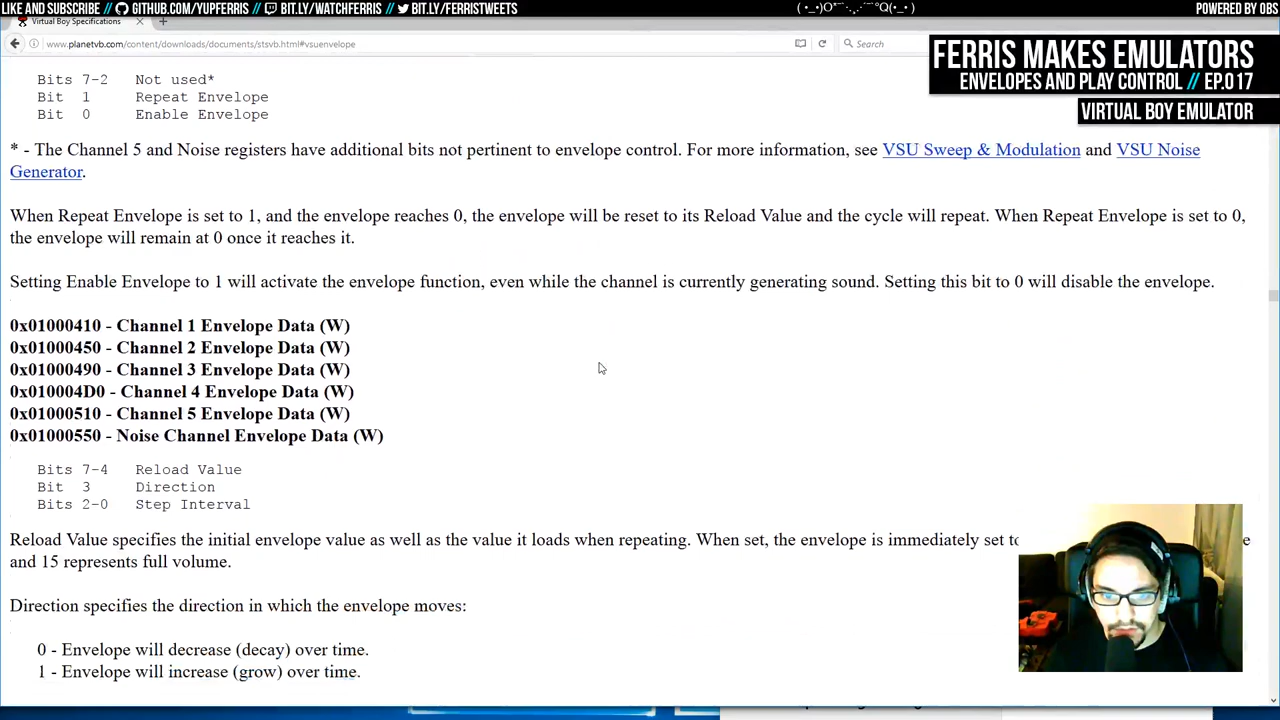 LIKE AND SUBSCRIBE // GITHUB.COM/YUPFERRIS // BIT.LY/WATCHFERRIS // BIT.LY/FERRISTWEETS
POWERED BY OBS
Virtual Boy Specifications
www.planetvb.com/content/downloads/documents/stsvb.html#vsuenvelope
Search
FERRIS MAKES EMULATORS
ENVELOPES AND PLAY CONTROL // EP.017
VIRTUAL BOY EMULATOR
Bits 7-2 Not used*
Bit 1 Repeat Envelope
Bit 0 Enable Envelope
* - The Channel 5 and Noise registers have additional bits not pertinent to envelope control. For more information, see VSU Sweep & Modulation and VSU Noise
Generator.
When Repeat Envelope is set to 1, and the envelope reaches 0, the envelope will be reset to its Reload Value and the cycle will repeat. When Repeat Envelope is set to 0,
the envelope will remain at 0 once it reaches it.
Setting Enable Envelope to 1 will activate the envelope function, even while the channel is currently generating sound. Setting this bit to 0 will disable the envelope.
0x01000410 - Channel 1 Envelope Data (W)
0x01000450 - Channel 2 Envelope Data (W)
0x01000490 - Channel 3 Envelope Data (W)
0x010004D0 - Channel 4 Envelope Data (W)
0x01000510 - Channel 5 Envelope Data (W)
0x01000550 - Noise Channel Envelope Data (W)
Bits 7-4 Reload Value
Bit 3 Direction
Bits 2-0 Step Interval
Reload Value specifies the initial envelope value as well as the value it loads when repeating. When set, the envelope is immediately set to
and 15 represents full volume.
Direction specifies the direction in which the envelope moves:
0 - Envelope will decrease (decay) over time.
1 - Envelope will increase (grow) over time.